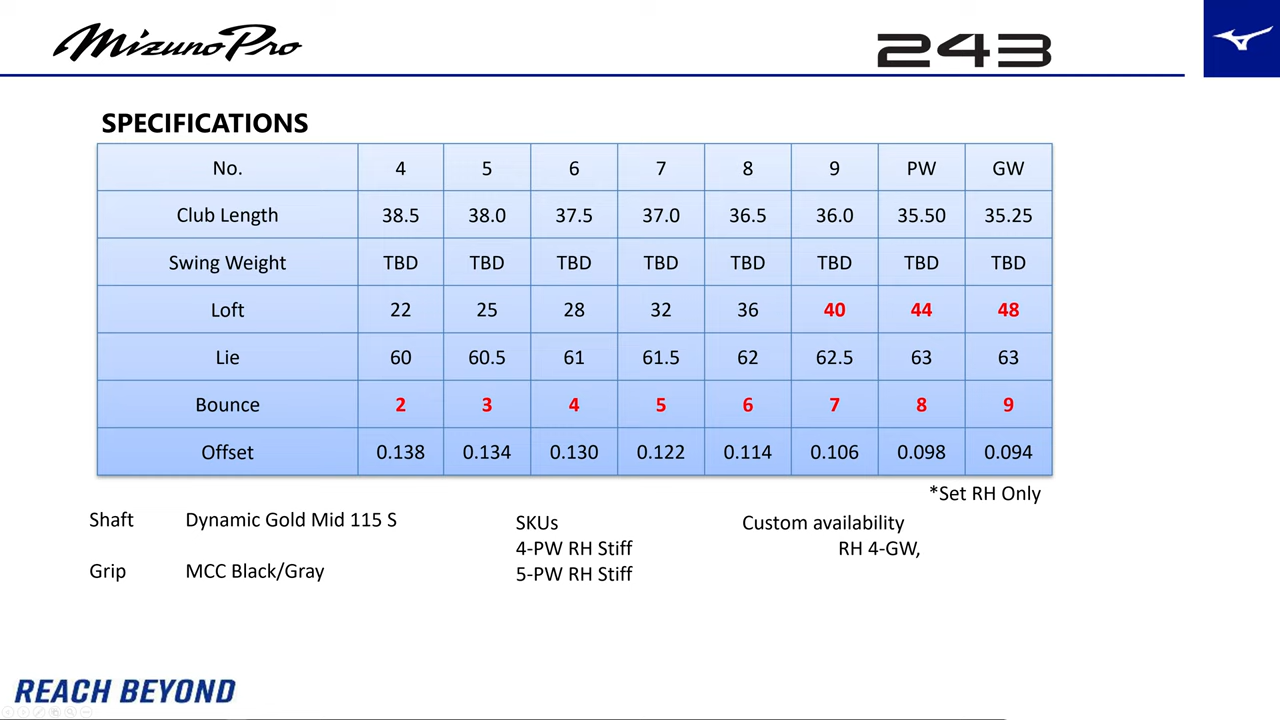 Mizuno Pro
243
SPECIFICATIONS
No. 4 5 6 7 8 9 PW GW
Club Length 38.5 38.0 37.5 37.0 36.5 36.0 35.50 35.25
Swing Weight TBD TBD TBD TBD TBD TBD TBD TBD
Loft 22 25 28 32 36 40 44 48
Lie 60 60.5 61 61.5 62 62.5 63 63
Bounce 2 3 4 5 6 7 8 9
Offset 0.138 0.134 0.130 0.122 0.114 0.106 0.098 0.094
*Set RH Only
Shaft Dynamic Gold Mid 115 S
Grip MCC Black/Gray
SKUs
4-PW RH Stiff
5-PW RH Stiff
Custom availability
RH 4-GW,
REACH BEYOND